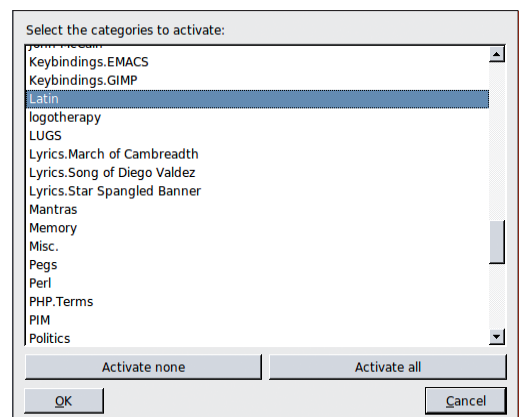 Select the categories to activate:
John McCain
Keybindings.EMACS
Keybindings.GIMP
Latin
logotherapy
LUGS
Lyrics.March of Cambreadth
Lyrics.Song of Diego Valdez
Lyrics.Star Spangled Banner
Mantras
Memory
Misc.
Pegs
Perl
PHP.Terms
PIM
Politics
Activate none
Activate all
OK
Cancel